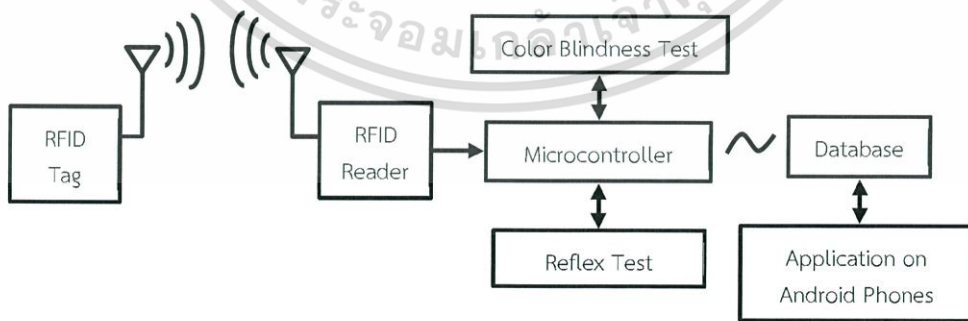 Color Blindness Test
RFID
Tag
RFID
Reader
Microcontroller
Database
Reflex Test
Application on
Android Phones